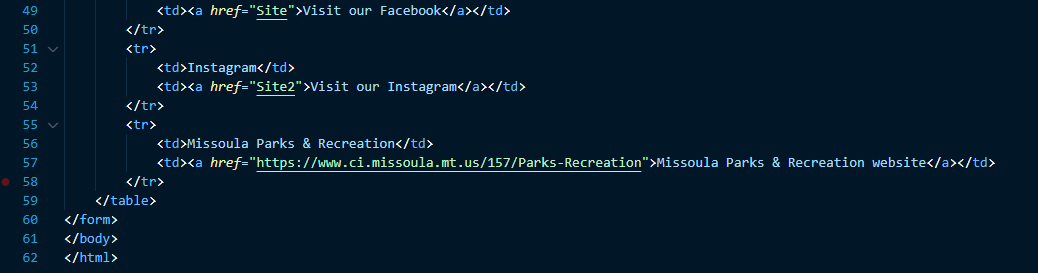 49 <td><a href="Site">Visit our Facebook</a></td>
50 </tr>
51 <tr>
52 <td>Instagram</td>
53 <td><a href="Site2">Visit our Instagram</a></td>
54 </tr>
55 <tr>
56 <td>Missoula Parks & Recreation</td>
57 <td><a href="https://www.ci.missoula.mt.us/157/Parks-Recreation">Missoula Parks & Recreation website</a></td>
58 </tr>
59 </table>
60 </form>
61 </body>
62 </html>